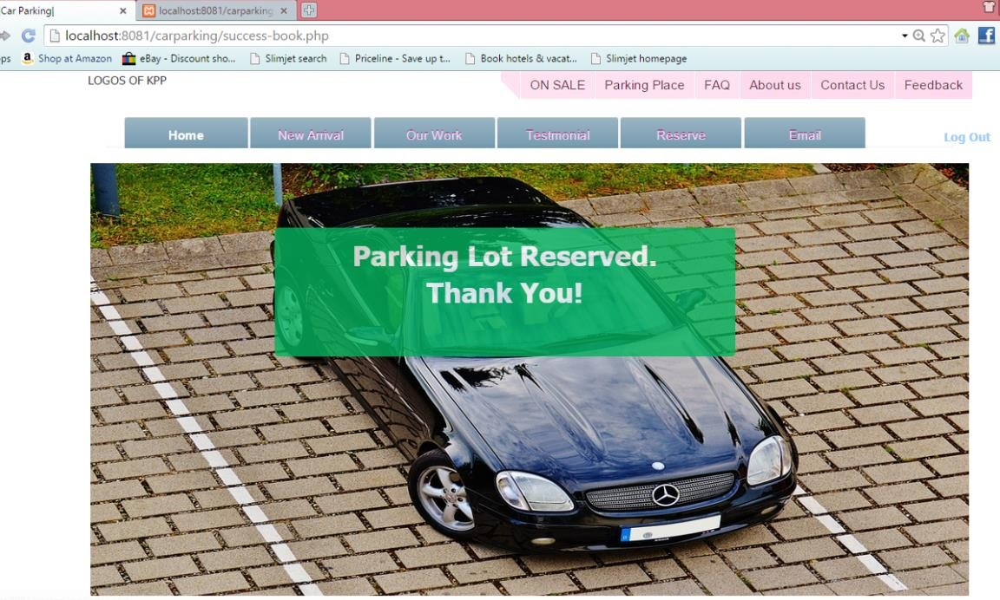 Car Parking|
localhost:8081/carparking
localhost:8081/carparking/success-book.php
ps Shop at Amazon eBay - Discount sho... Slimjet search Priceline - Save up t... Book hotels & vacat... Slimjet homepage
LOGOS OF KPP
ON SALE Parking Place FAQ About us Contact Us Feedback
Home New Arrival Our Work Testmonial Reserve Email
Log Out
Parking Lot Reserved.
Thank You!